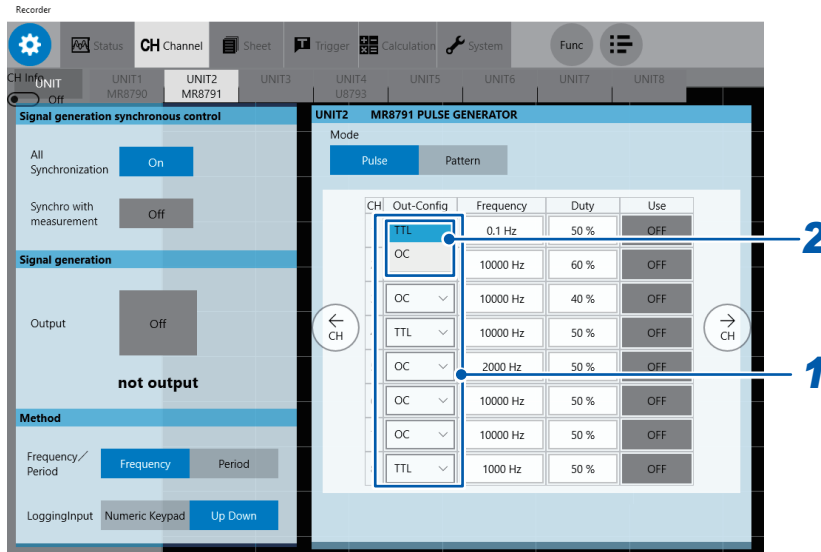 Recorder
Status CH Channel Sheet Trigger Calculation System Func
CH Info UNIT UNIT1 UNIT2 UNIT3 UNIT4 UNIT5 UNIT6 UNIT7 UNIT8
Off MR8790 MR8791 U8793
Signal generation synchronous control
All
Synchronization
On
Synchro with
measurement
Off
Signal generation
Output
Off
not output
Method
Frequency/
Period
Frequency Period
LoggingInput Numeric Keypad Up Down
UNIT2 MR8791 PULSE GENERATOR
Mode
Pulse Pattern
CH Out-Config Frequency Duty Use
TTL 0.1 Hz 50 % OFF
OC 10000 Hz 60 % OFF
OC 10000 Hz 40 % OFF
TTL 10000 Hz 50 % OFF
OC 2000 Hz 50 % OFF
OC 10000 Hz 50 % OFF
OC 10000 Hz 50 % OFF
TTL 1000 Hz 50 % OFF
← CH
→ CH
2
1